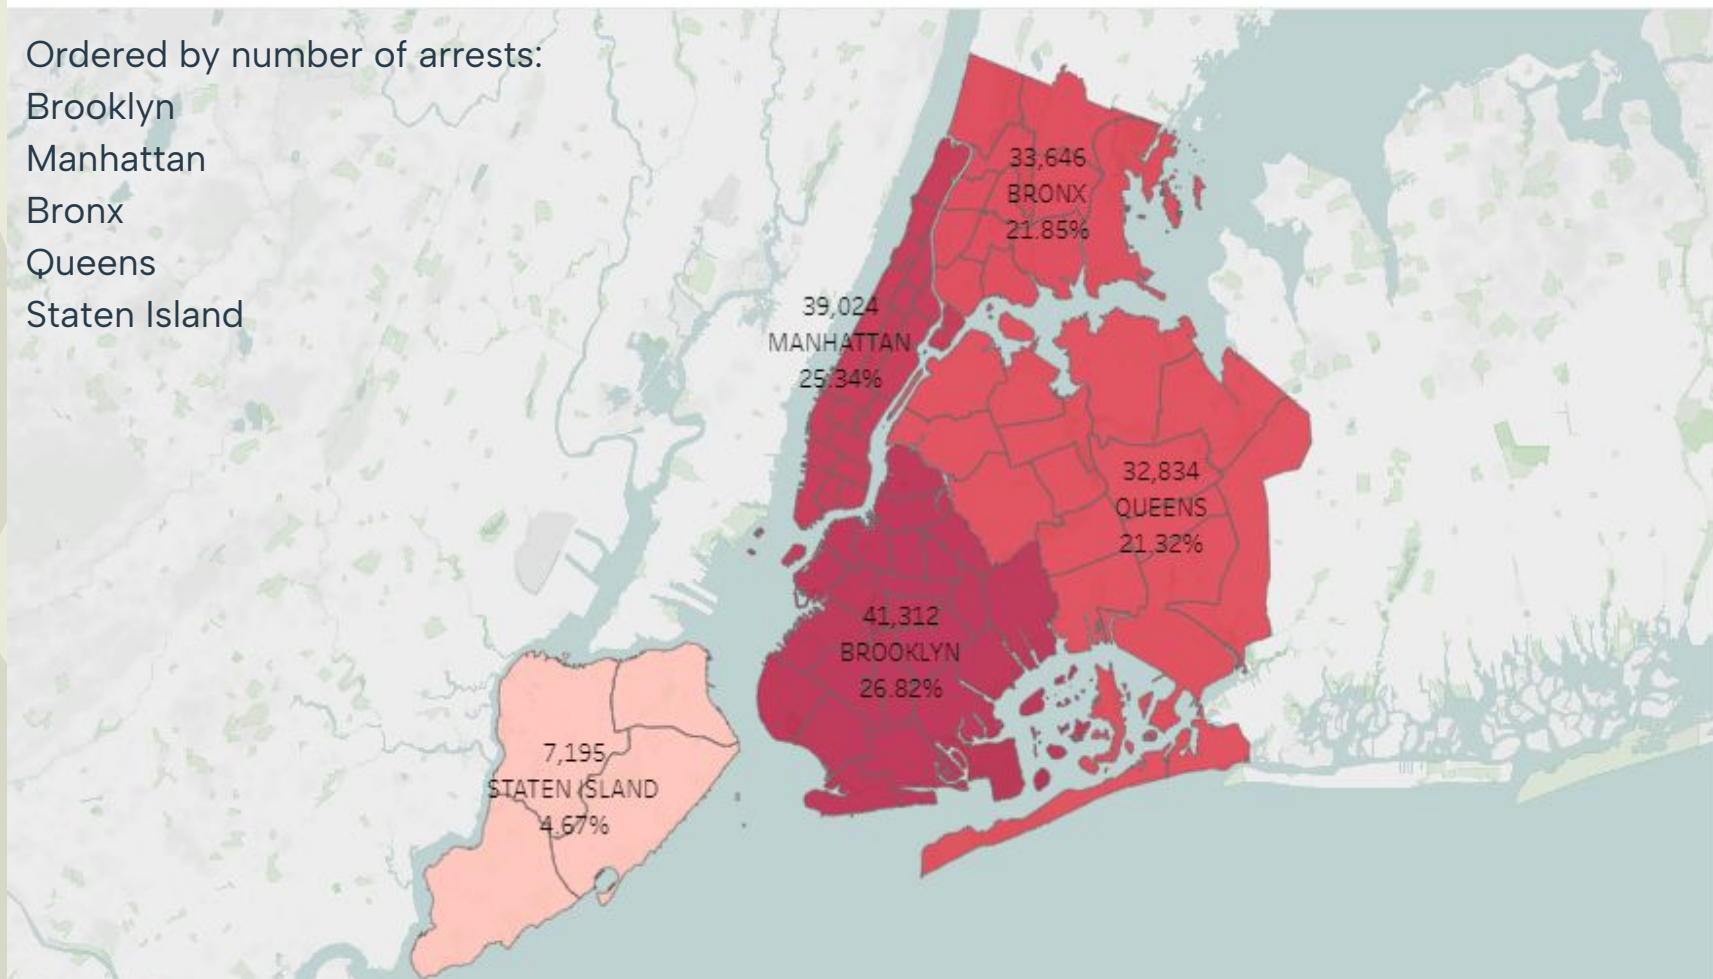 Ordered by number of arrests:
Brooklyn
Manhattan
Bronx
Queens
Staten Island
33,646
BRONX
21.85%
39,024
MANHATTAN
25.34%
32,834
QUEENS
21.32%
41,312
BROOKLYN
26.82%
7,195
STATEN ISLAND
4.67%